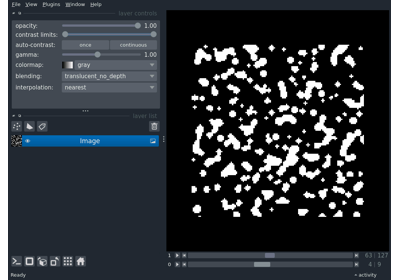 File View Plugins Window Help
layer controls
opacity: 1.00
contrast limits:
auto-contrast: once continuous
gamma: 1.00
colormap: gray
blending: translucent_no_depth
interpolation: nearest
layer list
Image
1 63 127
0 4 9
Ready activity